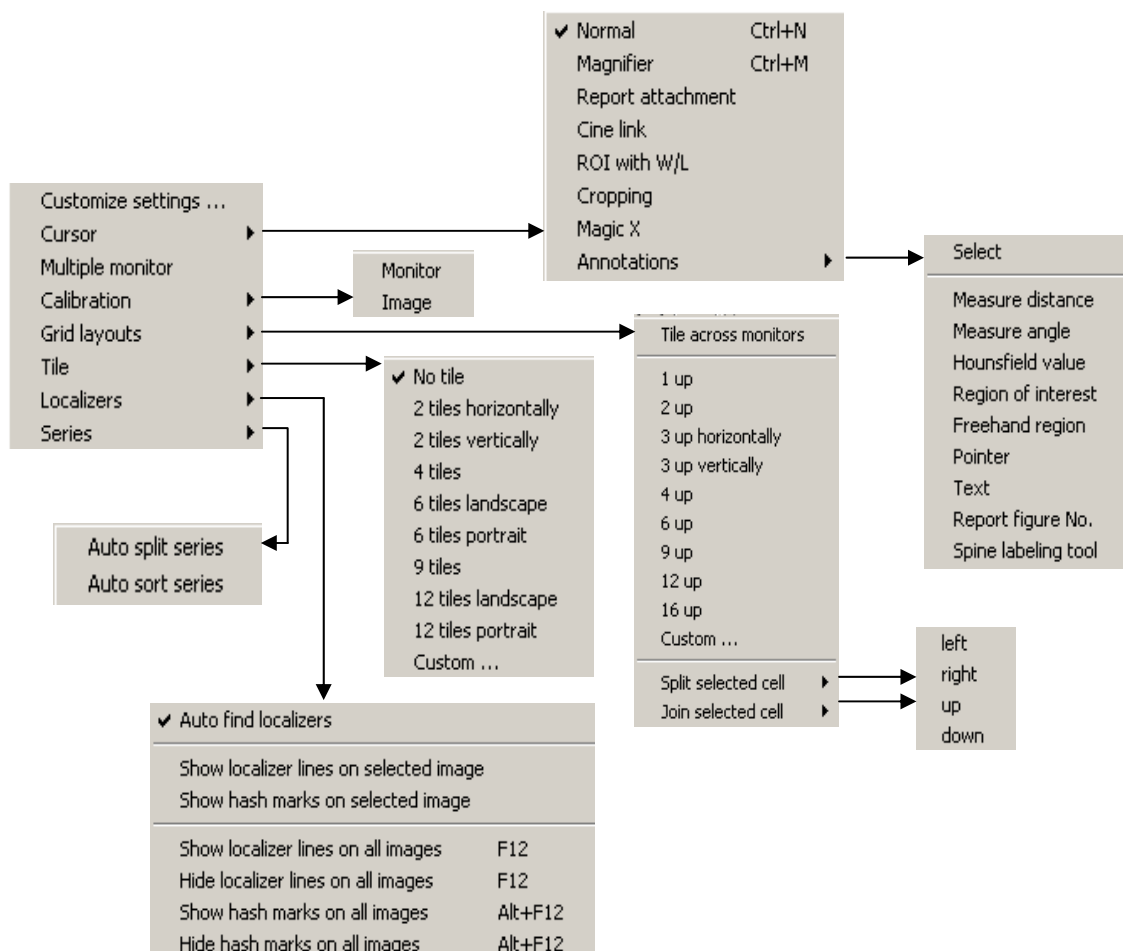 Normal Ctrl+N
Magnifier Ctrl+M
Report attachment
Cine link
ROI with W/L
Cropping
Magic X
Annotations
Customize settings ...
Cursor
Multiple monitor
Calibration
Grid layouts
Tile
Localizers
Series
Monitor
Image
Select
Measure distance
Measure angle
Hounsfield value
Region of interest
Freehand region
Pointer
Text
Report figure No.
Spine labeling tool
Tile across monitors
1 up
2 up
3 up horizontally
3 up vertically
4 up
6 up
9 up
12 up
16 up
Custom ...
Split selected cell
Join selected cell
No tile
2 tiles horizontally
2 tiles vertically
4 tiles
6 tiles landscape
6 tiles portrait
9 tiles
12 tiles landscape
12 tiles portrait
Custom ...
Auto split series
Auto sort series
left
right
up
down
Auto find localizers
Show localizer lines on selected image
Show hash marks on selected image
Show localizer lines on all images F12
Hide localizer lines on all images F12
Show hash marks on all images Alt+F12
Hide hash marks on all images Alt+F12